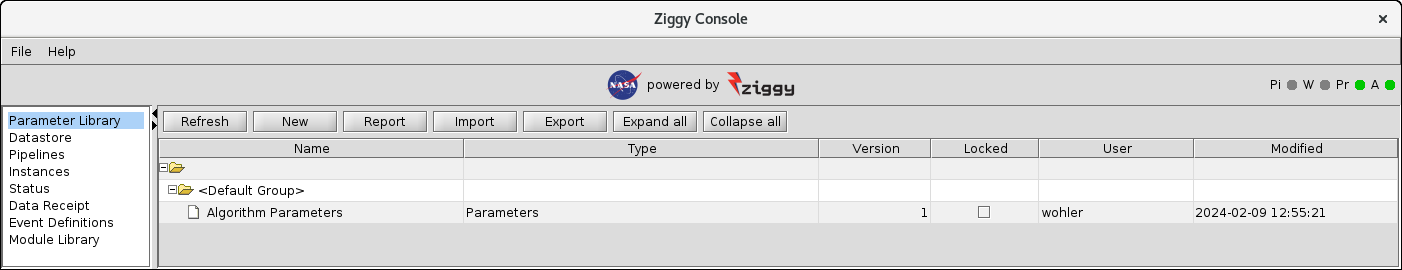 Ziggy Console
File Help
NASA powered by ziggy Pi W Pr A
Parameter Library
Datastore
Pipelines
Instances
Status
Data Receipt
Event Definitions
Module Library
Refresh New Report Import Export Expand all Collapse all
Name Type Version Locked User Modified
<Default Group>
Algorithm Parameters Parameters 1 wohler 2024-02-09 12:55:21